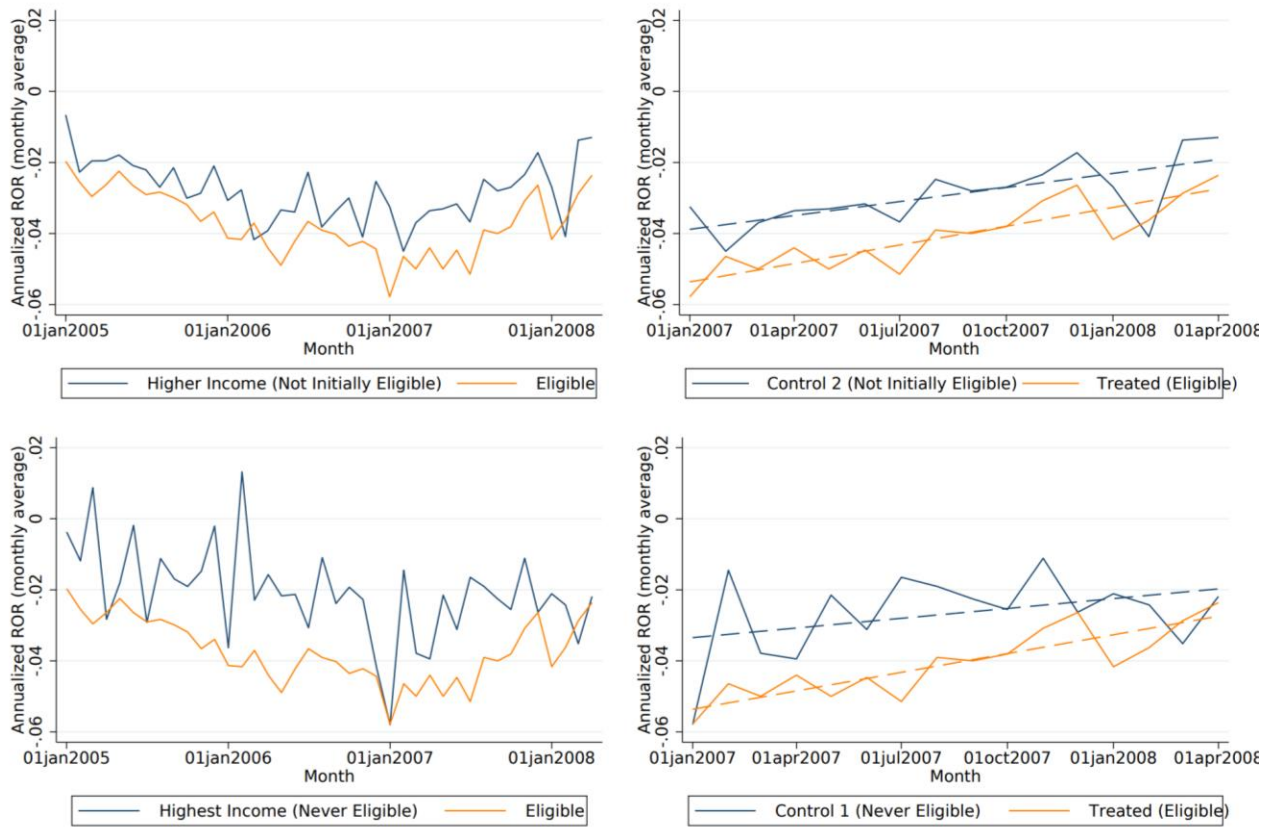 Annualized ROR (monthly average)
.02
0
-.02
-.04
-.06
01jan2005 01jan2006 01jan2007 01jan2008
Month
Higher Income (Not Initially Eligible) Eligible
Annualized ROR (monthly average)
.02
0
-.02
-.04
-.06
01jan2007 01apr2007 01jul2007 01oct2007 01jan2008 01apr2008
Month
Control 2 (Not Initially Eligible) Treated (Eligible)
Annualized ROR (monthly average)
.02
0
-.02
-.04
-.06
01jan2005 01jan2006 01jan2007 01jan2008
Month
Highest Income (Never Eligible) Eligible
Annualized ROR (monthly average)
.02
0
-.02
-.04
-.06
01jan2007 01apr2007 01jul2007 01oct2007 01jan2008 01apr2008
Month
Control 1 (Never Eligible) Treated (Eligible)